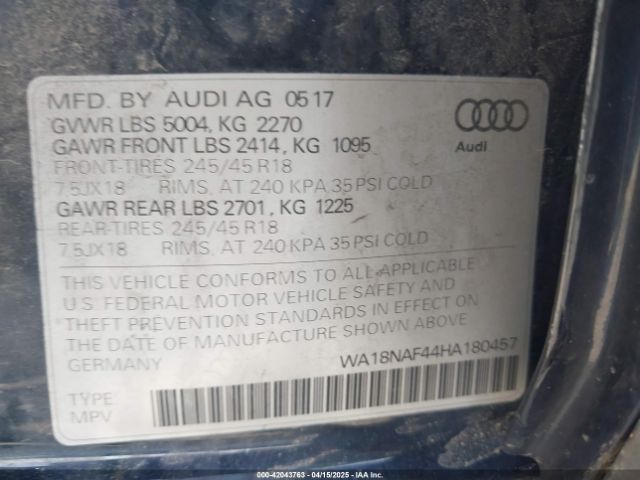 MFD. BY AUDI AG 0517
GVWR LBS 5004, KG 2270
GAWR FRONT LBS 2414, KG 1095
FRONT-TIRES 245/45 R18
7.5JX18 RIMS, AT 240 KPA 35 PSI COLD
GAWR REAR LBS 2701, KG 1225
REAR-TIRES 245/45 R18
7.5JX18 RIMS, AT 240 KPA 35 PSI COLD
Audi
THIS VEHICLE CONFORMS TO ALL APPLICABLE
U.S. FEDERAL MOTOR VEHICLE SAFETY AND
THEFT PREVENTION STANDARDS IN EFFECT ON
THE DATE OF MANUFACTURE SHOWN ABOVE
GERMANY
WA18NAF44HA180457
TYPE
MPV
000-42043763 - 04/15/2025 - IAA Inc.